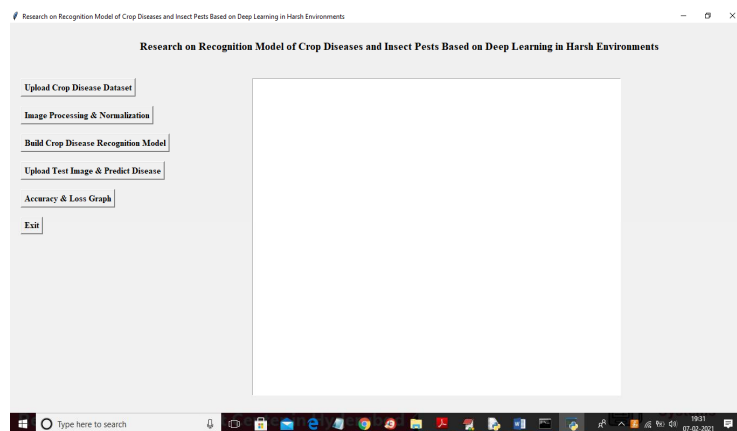 Research on Recognition Model of Crop Diseases and Insect Pests Based on Deep Learning in Harsh Environments
Research on Recognition Model of Crop Diseases and Insect Pests Based on Deep Learning in Harsh Environments
Upload Crop Disease Dataset
Image Processing & Normalization
Build Crop Disease Recognition Model
Upload Test Image & Predict Disease
Accuracy & Loss Graph
Exit
Type here to search
19:31
07-02-2021